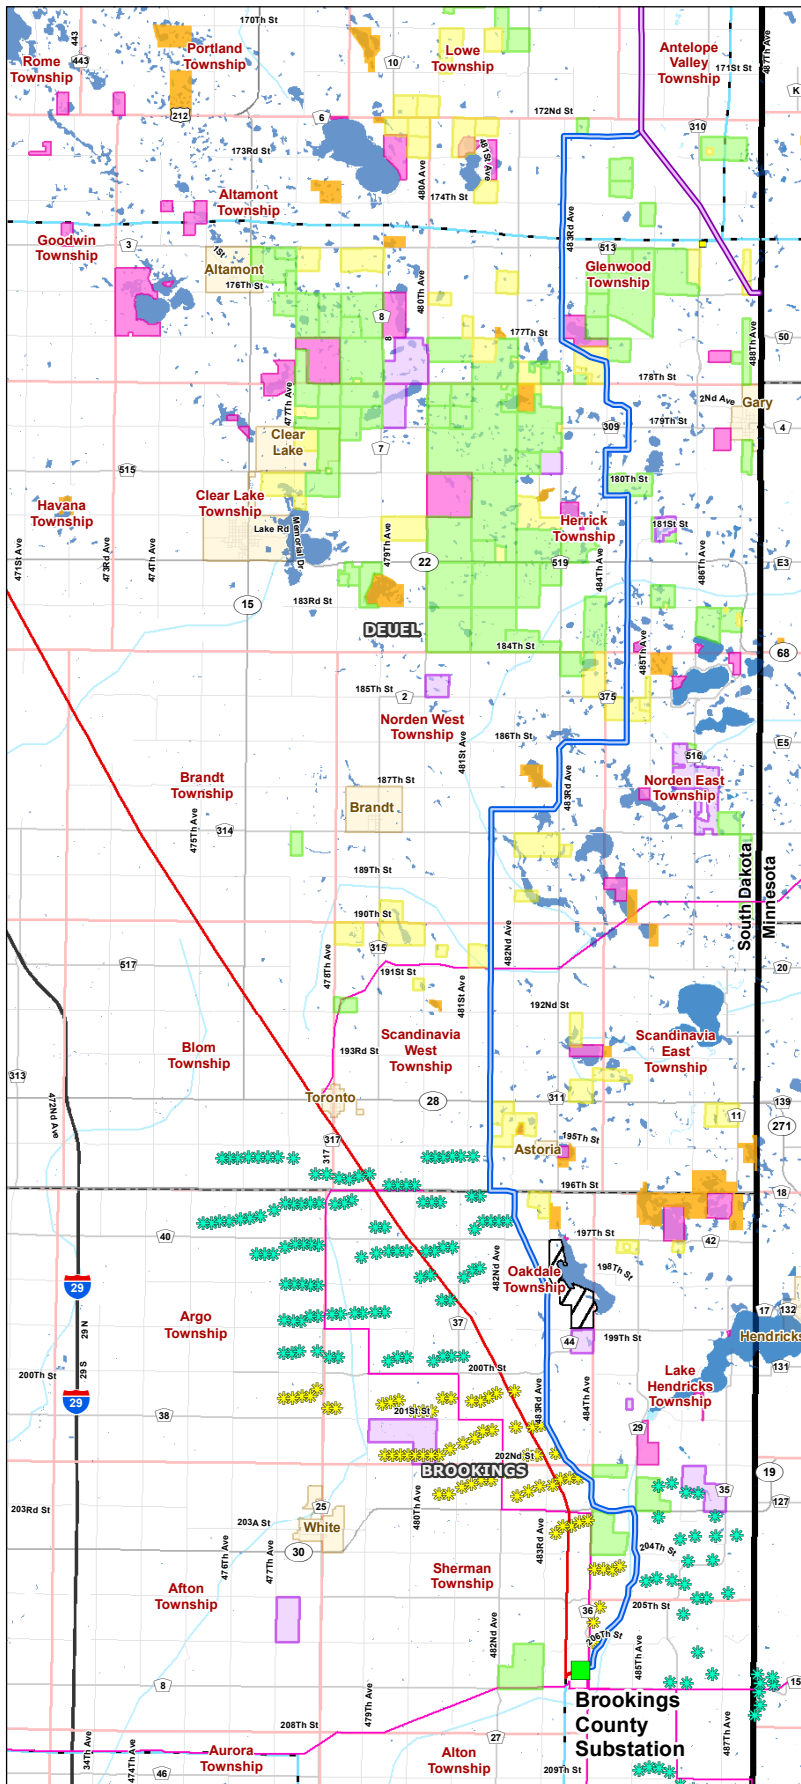 170Th St
443
443
Rome
Township
Portland
Township
10
Lowe
Township
Antelope
Valley
Township
171St St
487Th Ave
K
212
6
172Nd St
310
173Rd St
481St Ave
480A Ave
174Th St
Altamont
Township
483Rd Ave
Goodwin
Township
3
1St
Altamont
176Th St
513
Glenwood
Township
480Th Ave
8
8
177Th St
50
488Th Ave
178Th St
477Th Ave
2Nd Ave
Gary
309
179Th St
4
Clear
Lake
7
515
180Th St
Clear Lake
Township
Havana
Township
Lake Rd
Memorial Dr
Herrick
Township
181St St
471St Ave
473Rd Ave
474Th Ave
479Th Ave
22
519
484Th Ave
486Th Ave
E3
15
183Rd St
DEUEL
184Th St
485Th Ave
68
185Th St
2
375
Norden West
Township
481St Ave
186Th St
E5
516
Brandt
Township
187Th St
483Rd Ave
Norden East
Township
Brandt
475Th Ave
314
South Dakota
Minnesota
189Th St
190Th St
315
482Nd Ave
478Th Ave
517
191St St
20
481St Ave
192Nd St
Scandinavia
West
Township
Scandinavia
East
Township
Blom
Township
193Rd St
313
472Nd Ave
Toronto
28
311
139
11
271
317
317
Astoria
195Th St
196Th St
18
40
197Th St
42
482Nd Ave
Oakdale
Township
198Th St
29
29 N
Argo
Township
37
17
132
44
199Th St
Hendricks
29 S
200Th St
200Th St
131
Lake
Hendricks
Township
29
483Rd Ave
484Th Ave
38
201St St
29
202Nd St
BROOKINGS
19
35
127
25
203Rd St
203A St
White
480Th Ave
483Rd Ave
30
204Th St
476Th Ave
477Th Ave
Sherman
Township
Afton
Township
205Th St
36
482Nd Ave
206Th St
485Th Ave
8
15
Brookings
County
Substation
479Th Ave
208Th St
27
487Th Ave
34Th Ave
474Th Ave
Aurora
Township
Alton
Township
209Th St
46